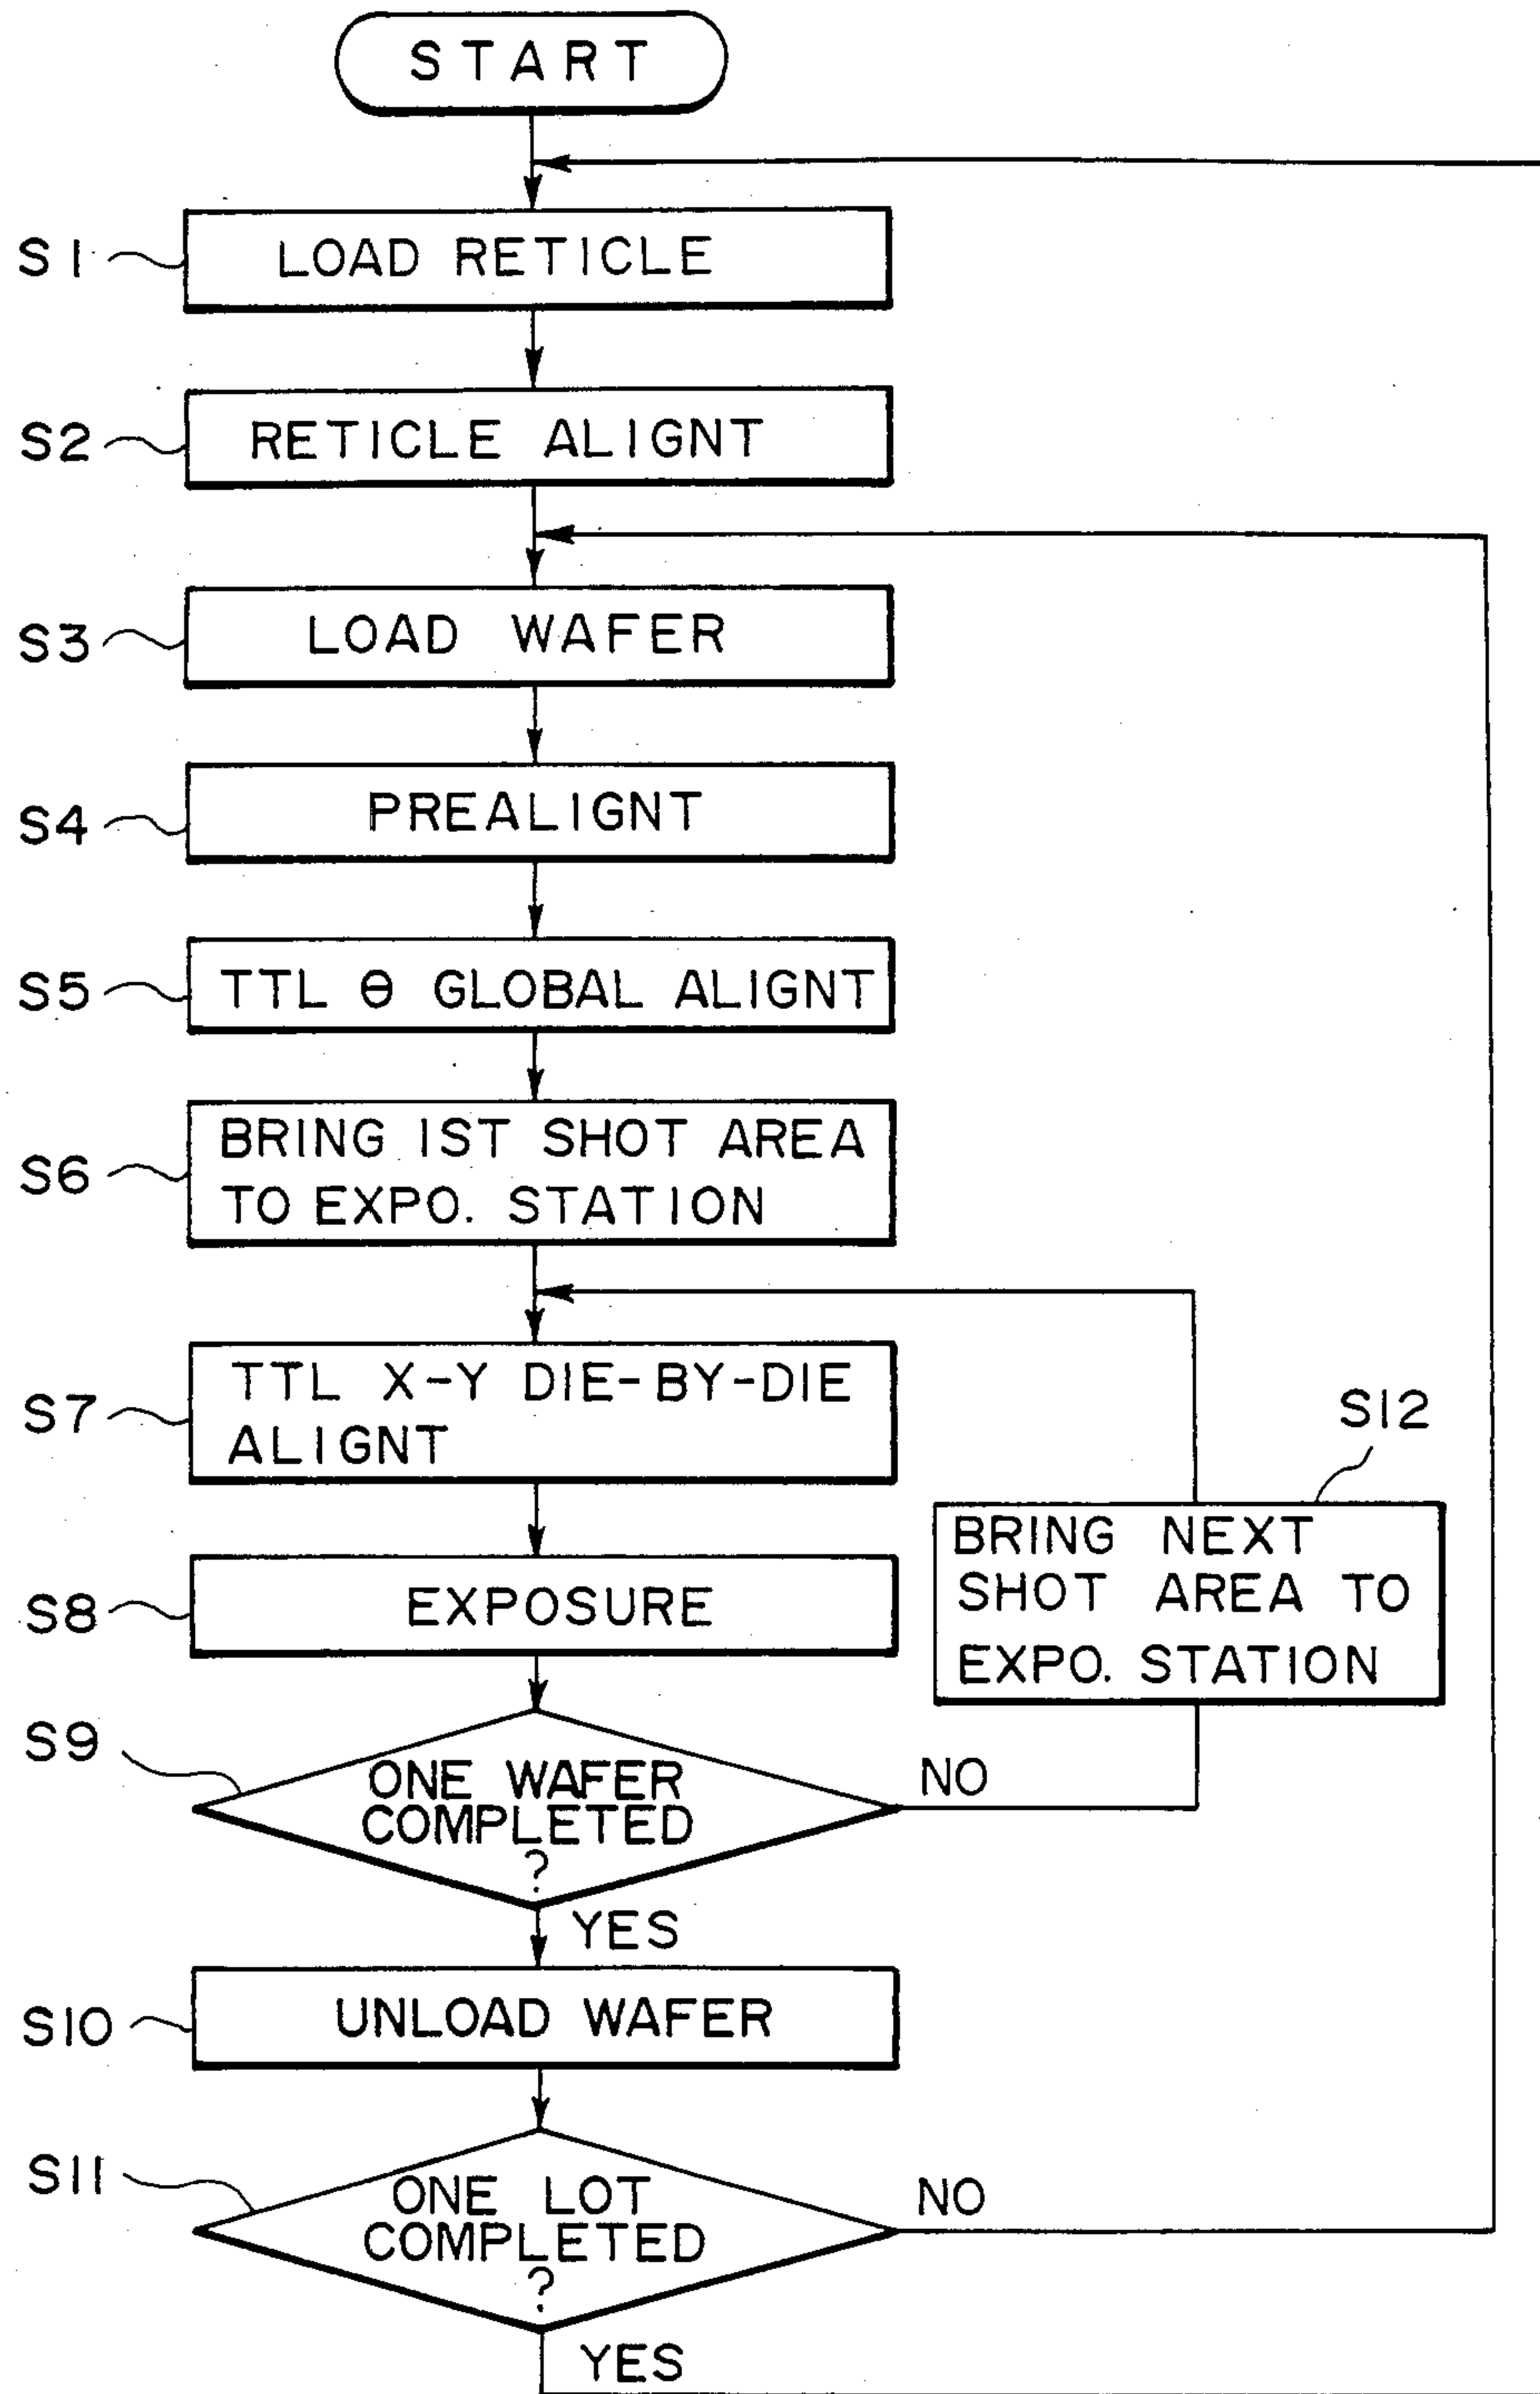 START
S1
LOAD RETICLE
S2
RETICLE ALIGNT
S3
LOAD WAFER
S4
PREALIGNT
S5
TTL θ GLOBAL ALIGNT
S6
BRING 1ST SHOT AREA
TO EXPO. STATION
S7
TTL X-Y DIE-BY-DIE
ALIGNT
S12
BRING NEXT
SHOT AREA TO
EXPO. STATION
S8
EXPOSURE
S9
ONE WAFER
COMPLETED
?
NO
YES
S10
UNLOAD WAFER
S11
ONE LOT
COMPLETED
?
NO
YES